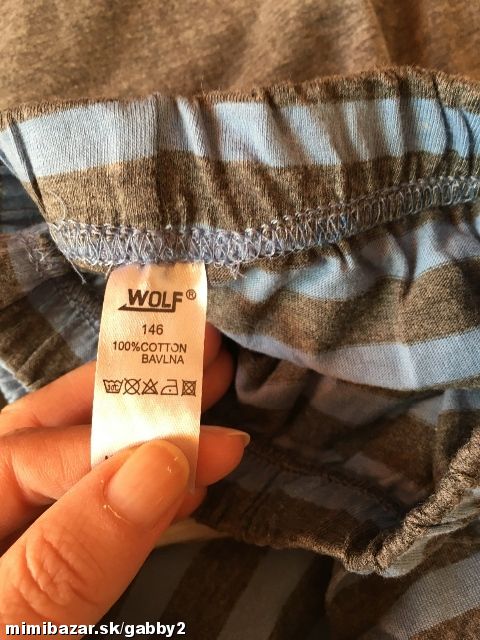 WOLF®
146
100%COTTON
BAVLNA
mimibazar.sk/gabby2